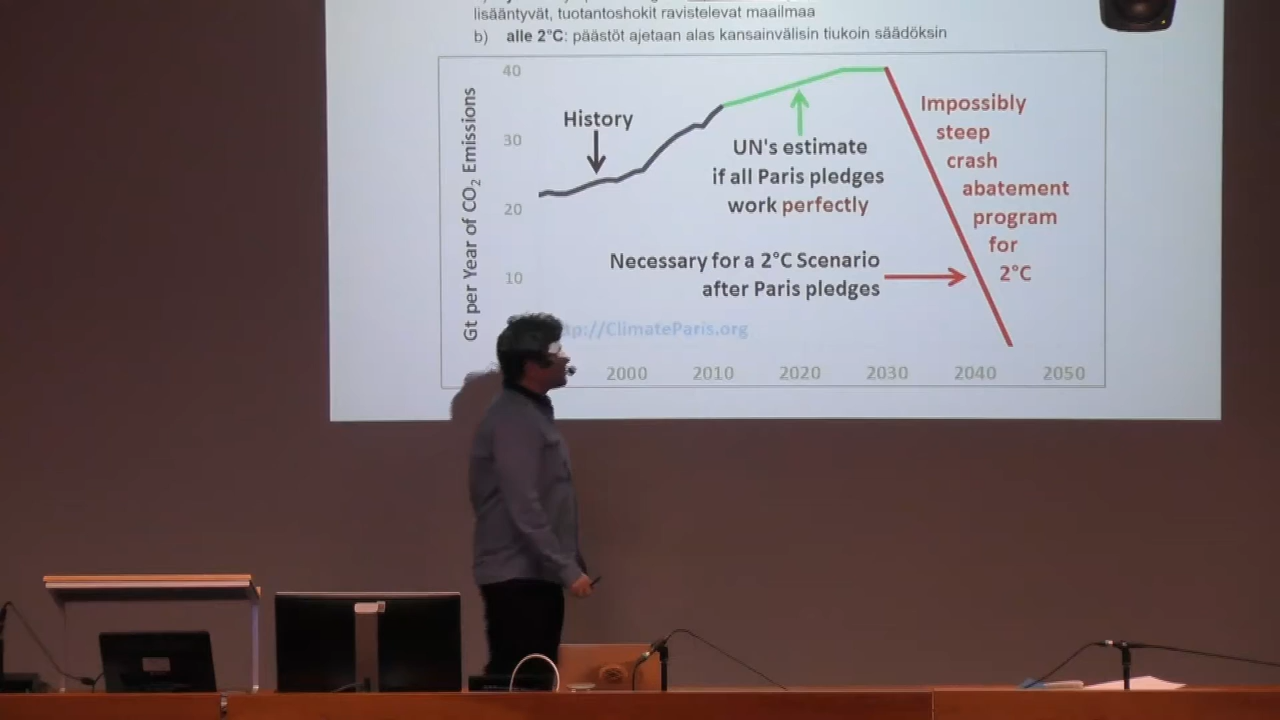 lisääntyvät, tuotantoshokit ravistelevat maailmaa
b) alle 2°C: päästöt ajetaan alas kansainvälisin tiukoin säädöksin
40
30
20
10
Gt per Year of CO2 Emissions
History
UN's estimate
if all Paris pledges
work perfectly
Impossibly
steep
crash
abatement
program
for
2°C
Necessary for a 2°C Scenario
after Paris pledges
tp://ClimateParis.org
2000 2010 2020 2030 2040 2050